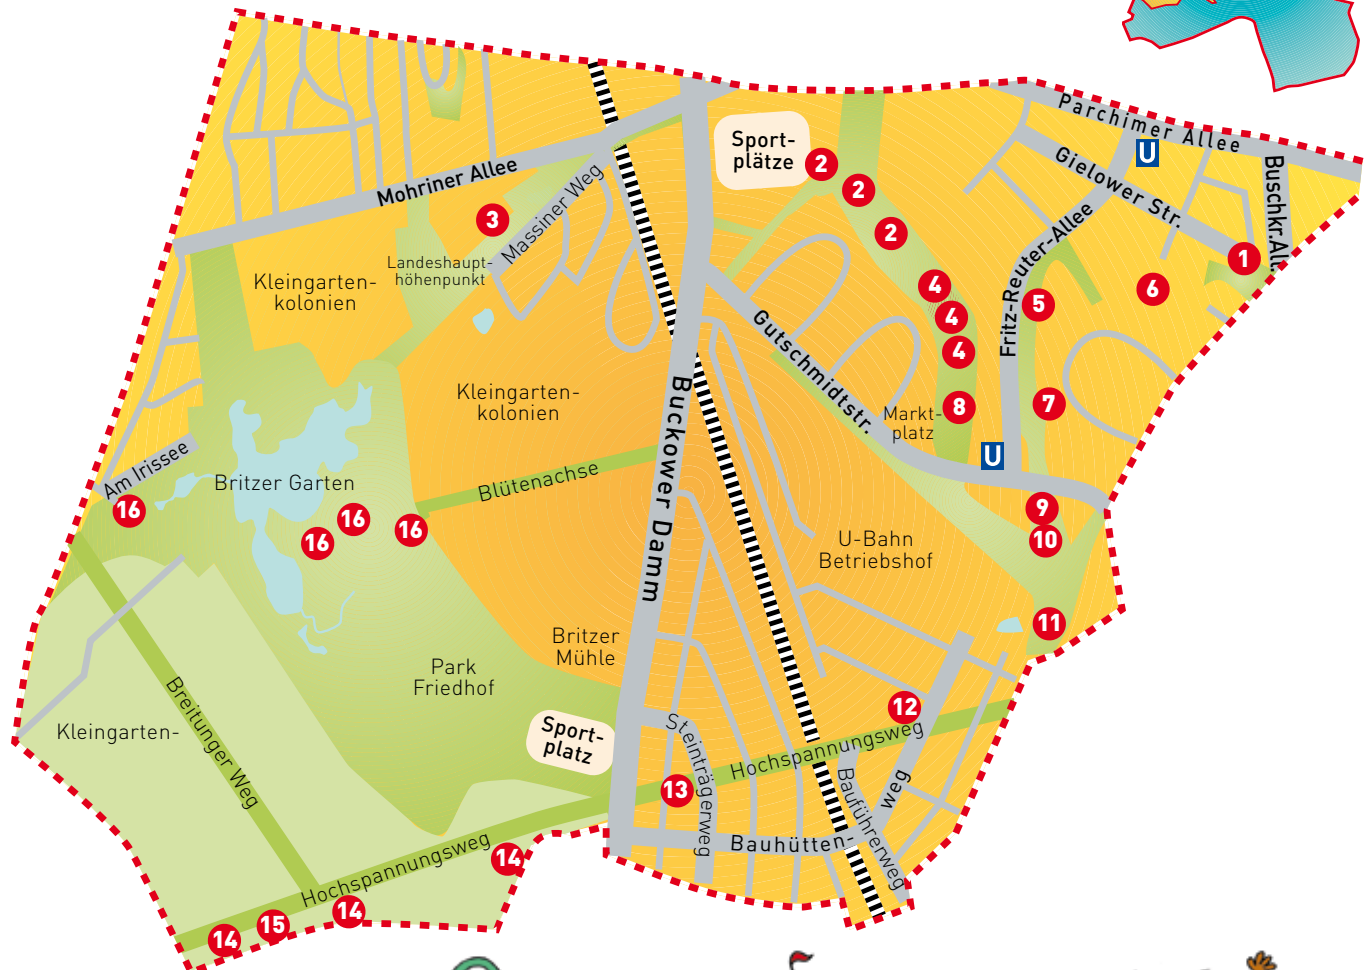 Parchimer Allee
U
Sport-
plätze
2
2
2
Gielower Str.
Buschkr.All.
Mohriner Allee
Massiner Weg
3
Landeshaupt-
höhenpunkt
Kleingarten-
kolonien
1
Fritz-Reuter-Allee
5
6
4
4
4
Gutschmidtstr.
Kleingarten-
kolonien
Buckower Damm
7
8
Markt-
platz
U
Am Irissee
16
Britzer Garten
16
16
16
Blütenachse
9
10
U-Bahn
Betriebshof
11
Britzer
Mühle
Park
Friedhof
Breitunger Weg
Kleingarten-
Sport-
platz
12
Steinträgerweg
Hochspannungsweg
13
Bauführerweg
weg
Bauhütten-
Hochspannungsweg
14
14
15
14